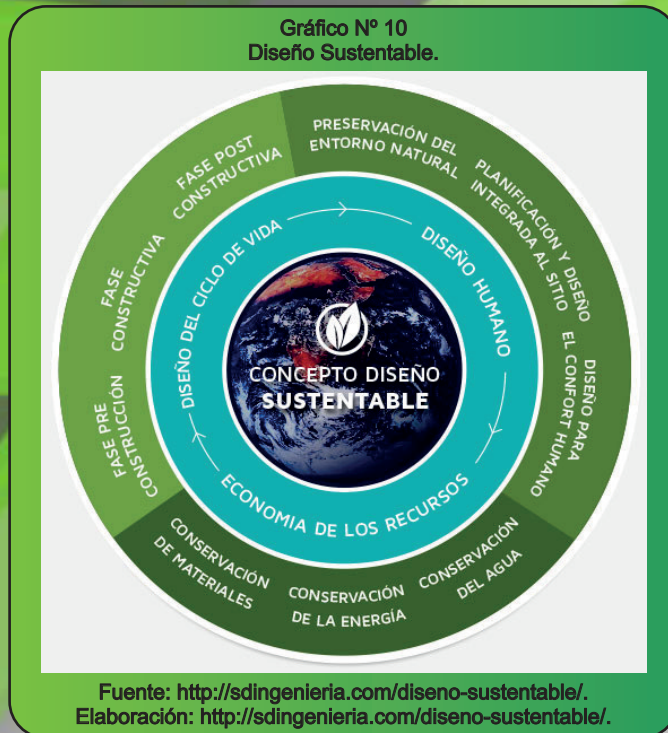 Gráfico Nº 10
Diseño Sustentable.
FASE POST
CONSTRUCTIVA
FASE
CONSTRUCTIVA
FASE PRE
CONSTRUCCIÓN
PRESERVACIÓN DEL
ENTORNO NATURAL
PLANIFICACIÓN Y DISEÑO
INTEGRADA AL SITIO
DISEÑO PARA
EL CONFORT HUMANO
DISEÑO DEL CICLO DE VIDA
DISEÑO HUMANO
ECONOMIA DE LOS RECURSOS
CONCEPTO DISEÑO
SUSTENTABLE
CONSERVACIÓN
DE MATERIALES
CONSERVACIÓN
DE LA ENERGÍA
CONSERVACIÓN
DEL AGUA
Fuente: http://sdingenieria.com/diseno-sustentable/.
Elaboración: http://sdingenieria.com/diseno-sustentable/.